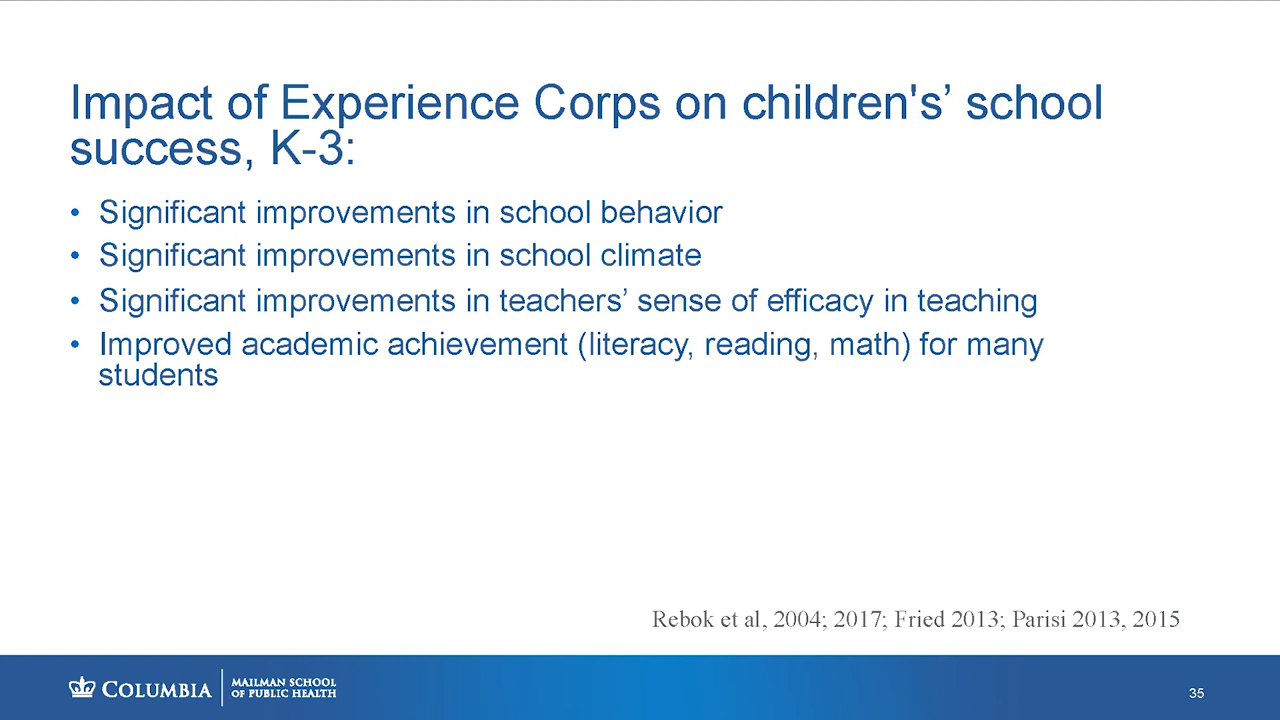 Impact of Experience Corps on children's’ school
success, K-3:
• Significant improvements in school behavior
• Significant improvements in school climate
• Significant improvements in teachers’ sense of efficacy in teaching
• Improved academic achievement (literacy, reading, math) for many
students
Rebok et al, 2004; 2017; Fried 2013; Parisi 2013, 2015
COLUMBIA
MAILMAN SCHOOL
OF PUBLIC HEALTH
35